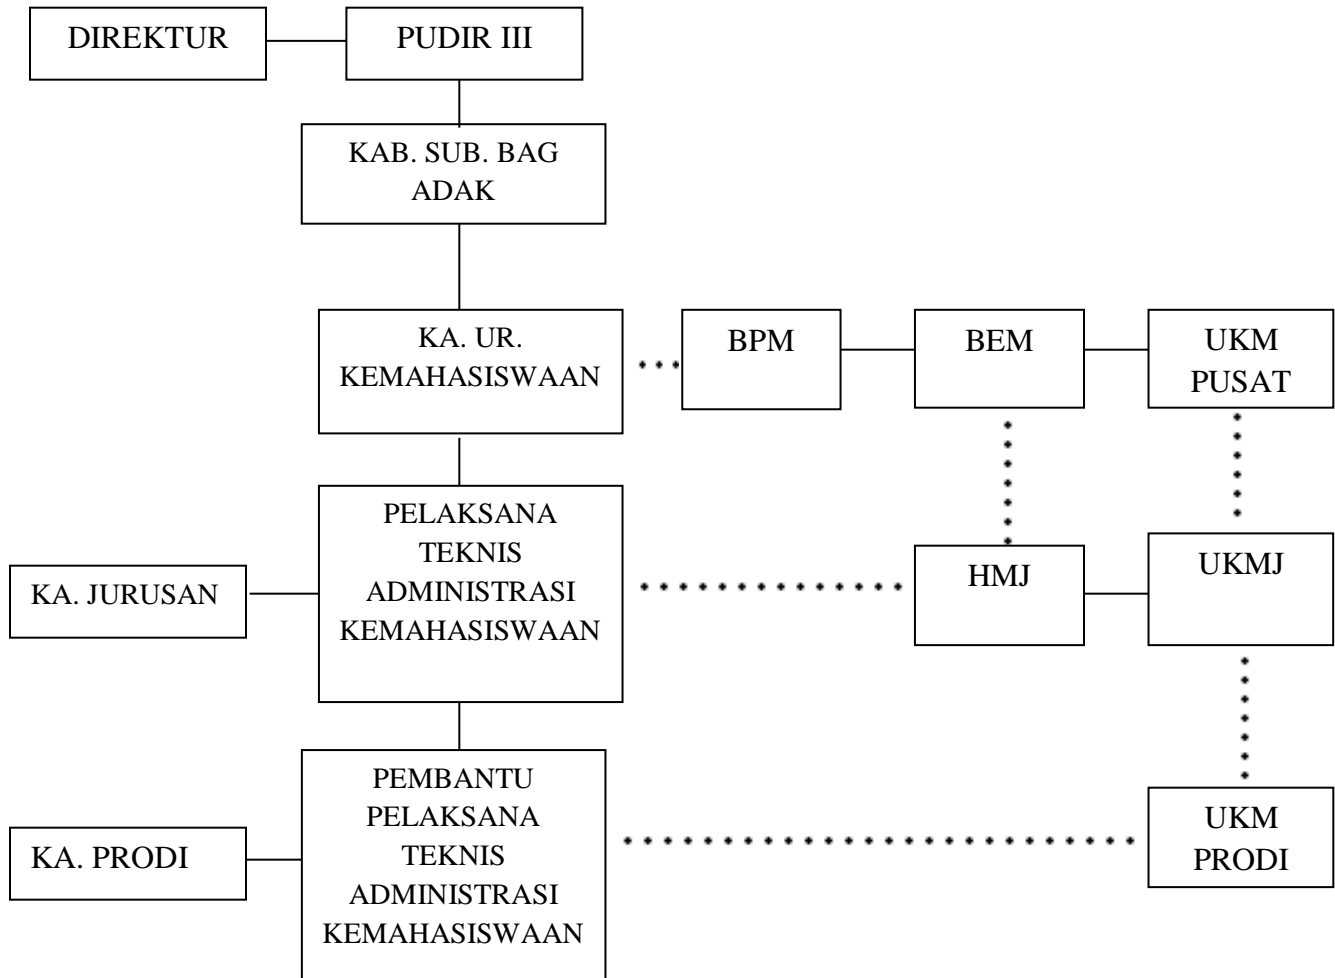 DIREKTUR
PUDIR III
KAB. SUB. BAG
ADAK
KA. UR.
KEMAHASISWAAN
BPM
BEM
UKM
PUSAT
PELAKSANA
TEKNIS
ADMINISTRASI
KEMAHASISWAAN
KA. JURUSAN
HMJ
UKMJ
PEMBANTU
PELAKSANA
TEKNIS
ADMINISTRASI
KEMAHASISWAAN
KA. PRODI
UKM
PRODI